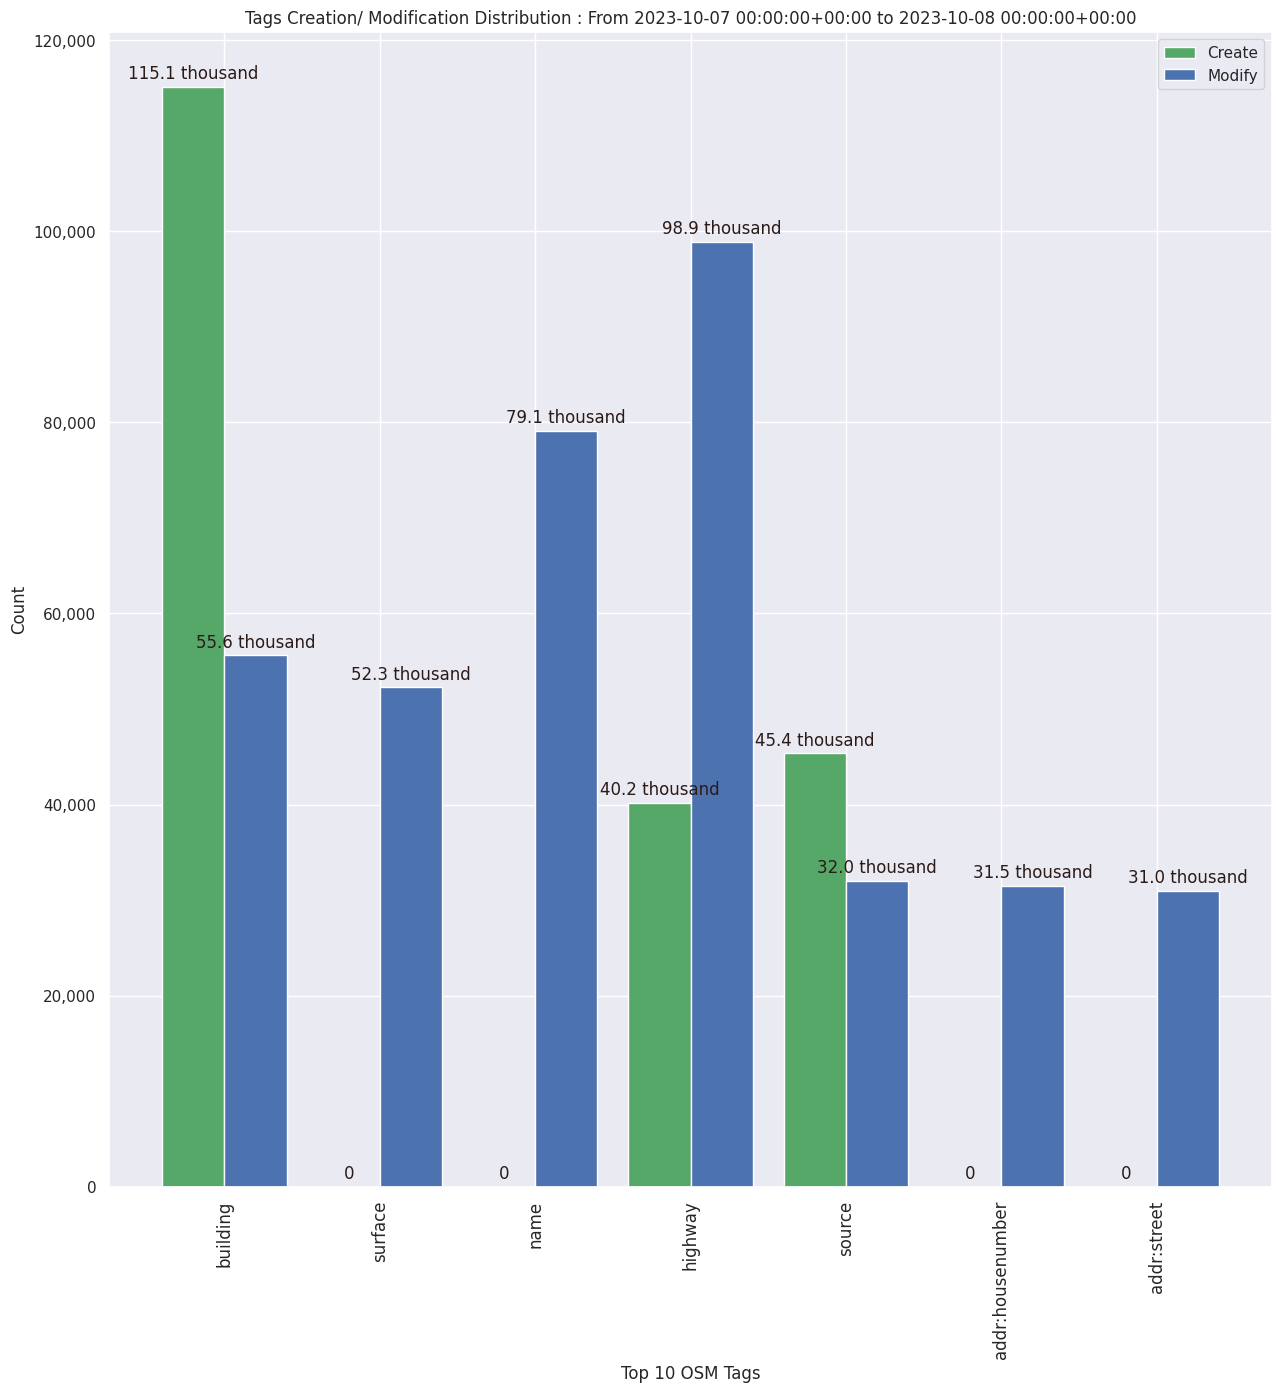 Tags Creation/ Modification Distribution : From 2023-10-07 00:00:00+00:00 to 2023-10-08 00:00:00+00:00
Create
Modify
120,000
100,000
80,000
60,000
40,000
20,000
0
Count
115.1 thousand
55.6 thousand
0
52.3 thousand
0
79.1 thousand
40.2 thousand
98.9 thousand
45.4 thousand
32.0 thousand
0
31.5 thousand
0
31.0 thousand
building
surface
name
highway
source
addr:housenumber
addr:street
Top 10 OSM Tags